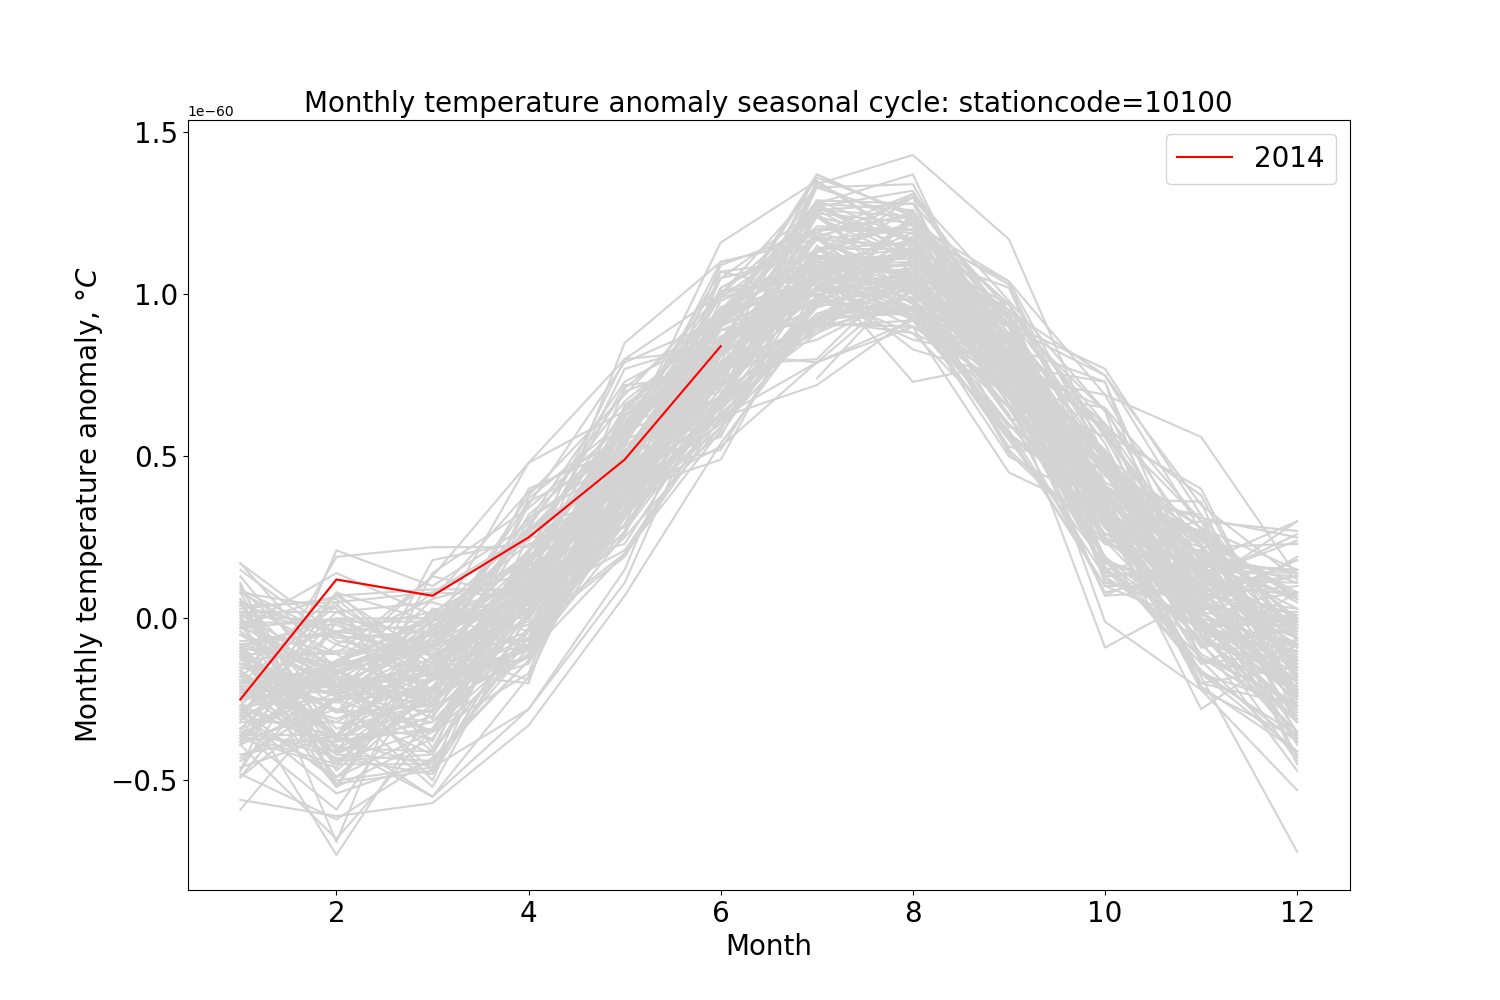 Monthly temperature anomaly seasonal cycle: stationcode=10100
1e−60
2014
1.5
1.0
0.5
0.0
−0.5
Monthly temperature anomaly, °C
2 4 6 8 10 12
Month